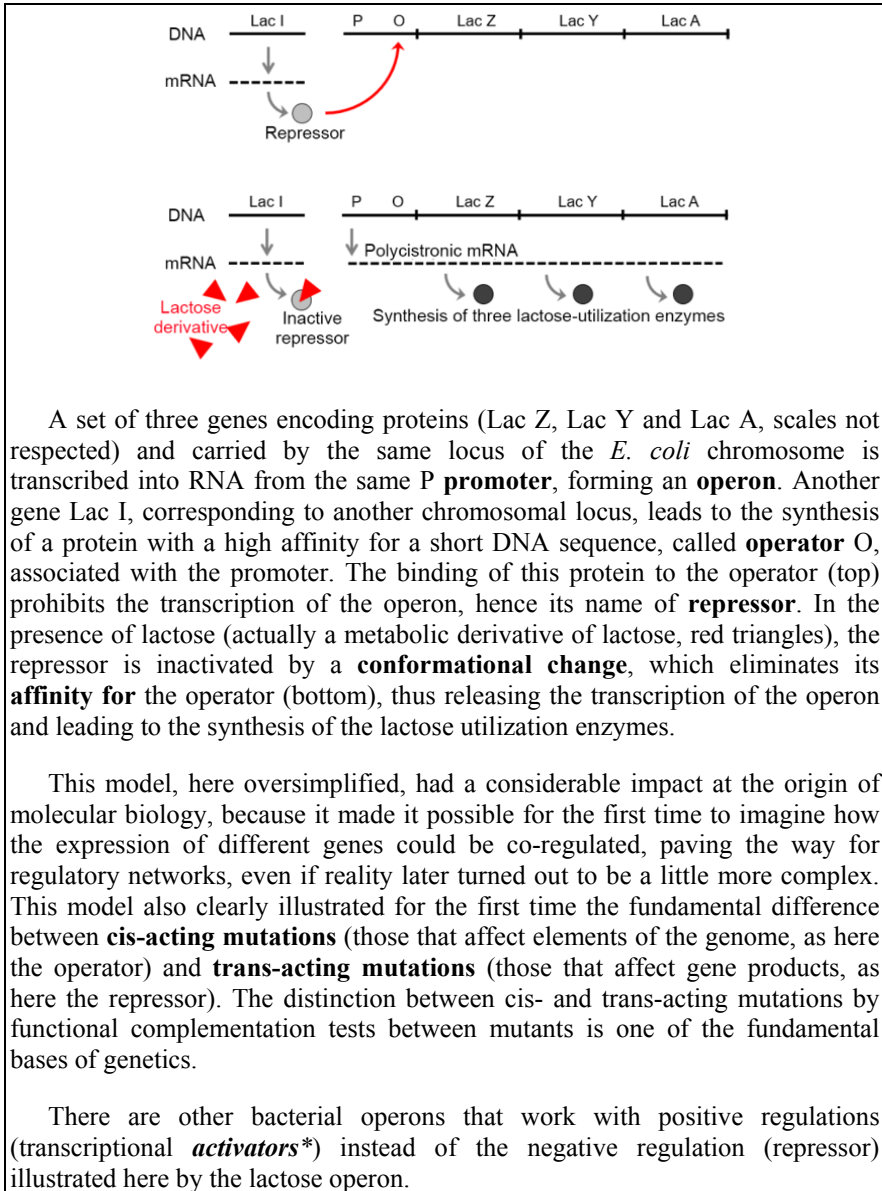 Lac I P O Lac Z Lac Y Lac A
DNA
mRNA
Repressor
Lac I P O Lac Z Lac Y Lac A
DNA
Polycistronic mRNA
mRNA
Lactose derivative
Inactive repressor
Synthesis of three lactose-utilization enzymes
A set of three genes encoding proteins (Lac Z, Lac Y and Lac A, scales not
respected) and carried by the same locus of the E. coli chromosome is
transcribed into RNA from the same P promoter, forming an operon. Another
gene Lac I, corresponding to another chromosomal locus, leads to the synthesis
of a protein with a high affinity for a short DNA sequence, called operator O,
associated with the promoter. The binding of this protein to the operator (top)
prohibits the transcription of the operon, hence its name of repressor. In the
presence of lactose (actually a metabolic derivative of lactose, red triangles), the
repressor is inactivated by a conformational change, which eliminates its
affinity for the operator (bottom), thus releasing the transcription of the operon
and leading to the synthesis of the lactose utilization enzymes.
This model, here oversimplified, had a considerable impact at the origin of
molecular biology, because it made it possible for the first time to imagine how
the expression of different genes could be co-regulated, paving the way for
regulatory networks, even if reality later turned out to be a little more complex.
This model also clearly illustrated for the first time the fundamental difference
between cis-acting mutations (those that affect elements of the genome, as here
the operator) and trans-acting mutations (those that affect gene products, as
here the repressor). The distinction between cis- and trans-acting mutations by
functional complementation tests between mutants is one of the fundamental
bases of genetics.
There are other bacterial operons that work with positive regulations
(transcriptional activators*) instead of the negative regulation (repressor)
illustrated here by the lactose operon.